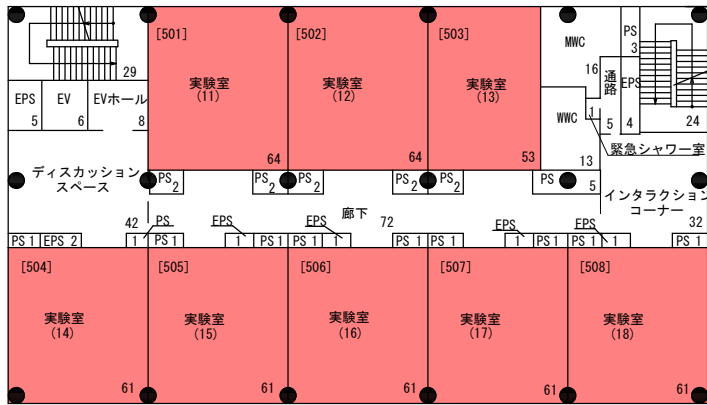 [501]
[502]
[503]
MWC
PS
3
29
実験室
(11)
実験室
(12)
実験室
(13)
16
通路
EPS
EPS
EV
EVホール
5
6
8
WWC
1
5
4
24
緊急シャワー室
64
64
53
13
ディスカッション
スペース
PS
2
PS
2
PS
2
PS
2
PS
2
PS
5
インタラクション
コーナー
廊下
42
PS
EPS
EPS
72
EPS
EPS
32
PS 1
EPS 2
1
PS 1
1
PS 1
PS 1
1
PS 1
PS 1
1
PS 1
PS 1
1
PS 1
[504]
[505]
[506]
[507]
[508]
実験室
(14)
実験室
(15)
実験室
(16)
実験室
(17)
実験室
(18)
61
61
61
61
61